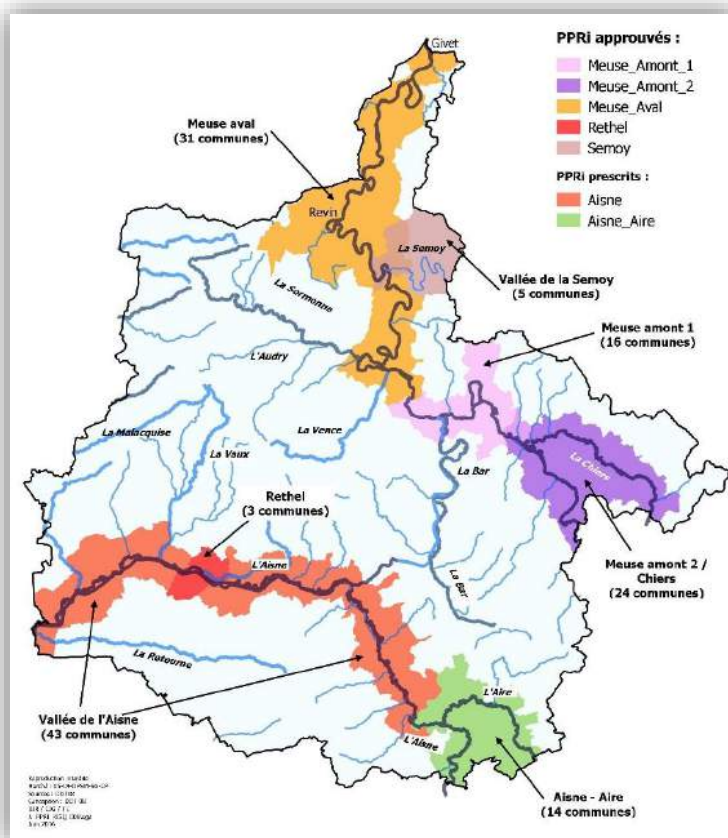 Givet
PPRi approuvés :
Meuse_Amont_1
Meuse_Amont_2
Meuse_Aval
Rethel
Semoy
PPRi prescrits :
Aisne
Aisne_Aire
Meuse aval
(31 communes)
Revin
La Semoy
Vallée de la Semoy
(5 communes)
La Sormonne
Meuse amont 1
(16 communes)
L'Audry
La Malacquise
La Vence
La Vaux
La Bar
La Chiers
Rethel
(3 communes)
L'Aisne
Meuse amont 2 /
Chiers
(24 communes)
La Bar
La Retourne
L'Aire
Vallée de l'Aisne
(43 communes)
L'Aisne
Aisne - Aire
(14 communes)